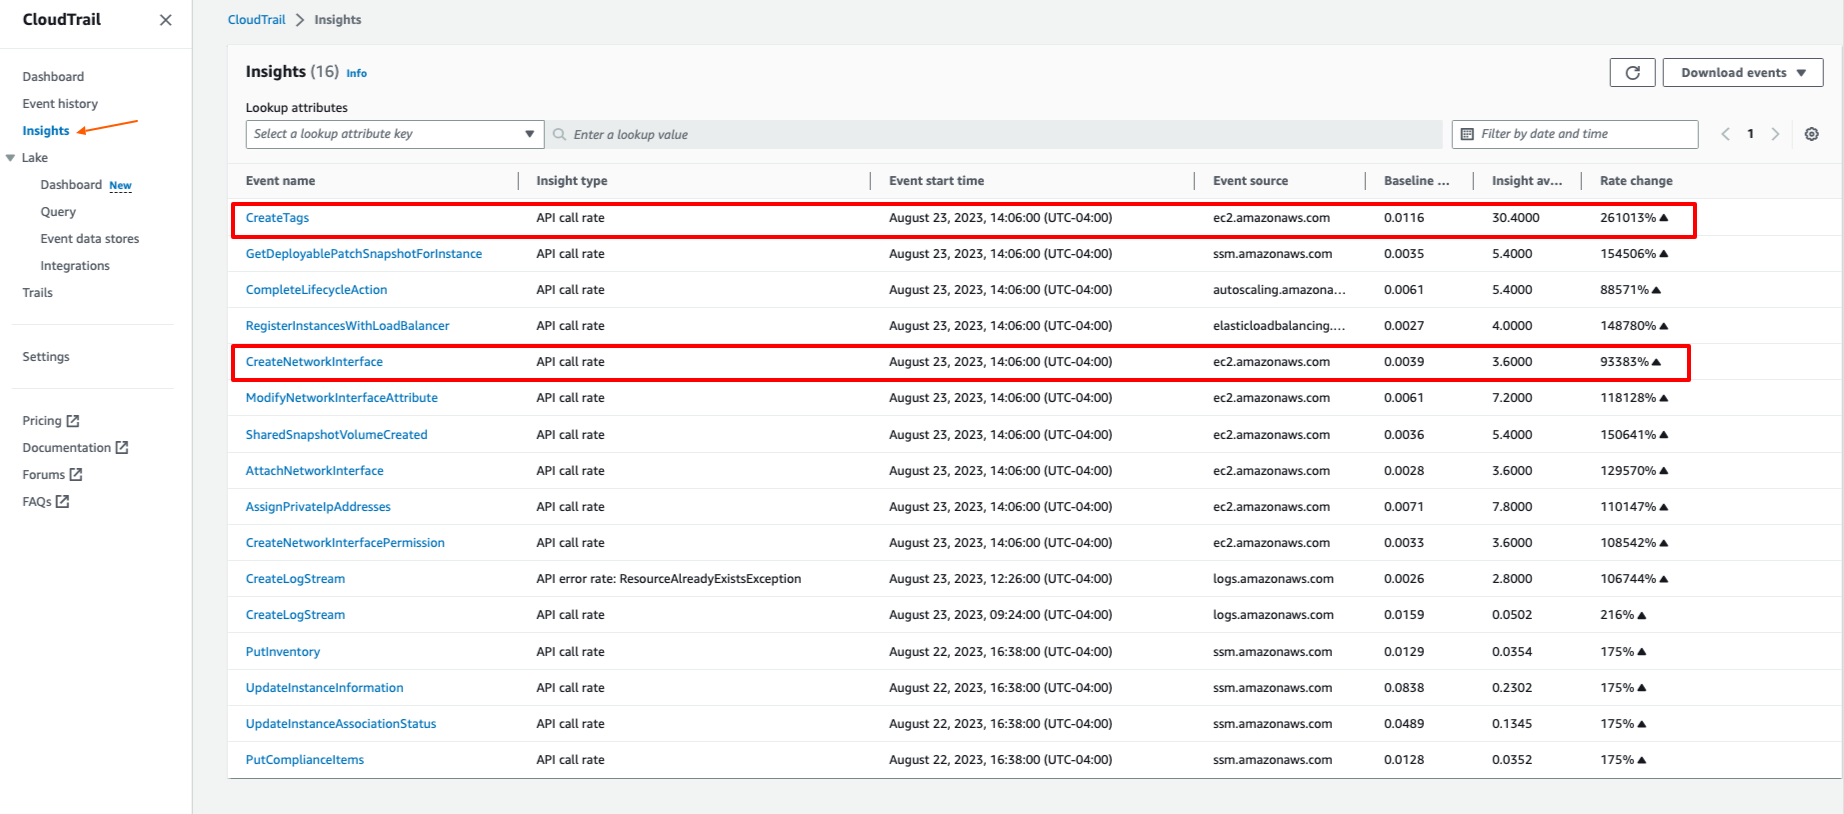 CloudTrail
Dashboard
Event history
Insights
Lake
Dashboard New
Query
Event data stores
Integrations
Trails
Settings
Pricing
Documentation
Forums
FAQs
CloudTrail > Insights
Insights (16) Info
Download events
Lookup attributes
Select a lookup attribute key Enter a lookup value Filter by date and time 1
Event name Insight type Event start time Event source Baseline ... Insight av... Rate change
CreateTags API call rate August 23, 2023, 14:06:00 (UTC-04:00) ec2.amazonaws.com 0.0116 30.4000 261013% ▲
GetDeployablePatchSnapshotForInstance API call rate August 23, 2023, 14:06:00 (UTC-04:00) ssm.amazonaws.com 0.0035 5.4000 154506% ▲
CompleteLifecycleAction API call rate August 23, 2023, 14:06:00 (UTC-04:00) autoscaling.amazona... 0.0061 5.4000 88571% ▲
RegisterInstancesWithLoadBalancer API call rate August 23, 2023, 14:06:00 (UTC-04:00) elasticloadbalancing.... 0.0027 4.0000 148780% ▲
CreateNetworkInterface API call rate August 23, 2023, 14:06:00 (UTC-04:00) ec2.amazonaws.com 0.0039 3.6000 93383% ▲
ModifyNetworkInterfaceAttribute API call rate August 23, 2023, 14:06:00 (UTC-04:00) ec2.amazonaws.com 0.0061 7.2000 118128% ▲
SharedSnapshotVolumeCreated API call rate August 23, 2023, 14:06:00 (UTC-04:00) ec2.amazonaws.com 0.0036 5.4000 150641% ▲
AttachNetworkInterface API call rate August 23, 2023, 14:06:00 (UTC-04:00) ec2.amazonaws.com 0.0028 3.6000 129570% ▲
AssignPrivateIpAddresses API call rate August 23, 2023, 14:06:00 (UTC-04:00) ec2.amazonaws.com 0.0071 7.8000 110147% ▲
CreateNetworkInterfacePermission API call rate August 23, 2023, 14:06:00 (UTC-04:00) ec2.amazonaws.com 0.0033 3.6000 108542% ▲
CreateLogStream API error rate: ResourceAlreadyExistsException August 23, 2023, 12:26:00 (UTC-04:00) logs.amazonaws.com 0.0026 2.8000 106744% ▲
CreateLogStream API call rate August 23, 2023, 09:24:00 (UTC-04:00) logs.amazonaws.com 0.0159 0.0502 216% ▲
PutInventory API call rate August 22, 2023, 16:38:00 (UTC-04:00) ssm.amazonaws.com 0.0129 0.0354 175% ▲
UpdateInstanceInformation API call rate August 22, 2023, 16:38:00 (UTC-04:00) ssm.amazonaws.com 0.0838 0.2302 175% ▲
UpdateInstanceAssociationStatus API call rate August 22, 2023, 16:38:00 (UTC-04:00) ssm.amazonaws.com 0.0489 0.1345 175% ▲
PutComplianceItems API call rate August 22, 2023, 16:38:00 (UTC-04:00) ssm.amazonaws.com 0.0128 0.0352 175% ▲